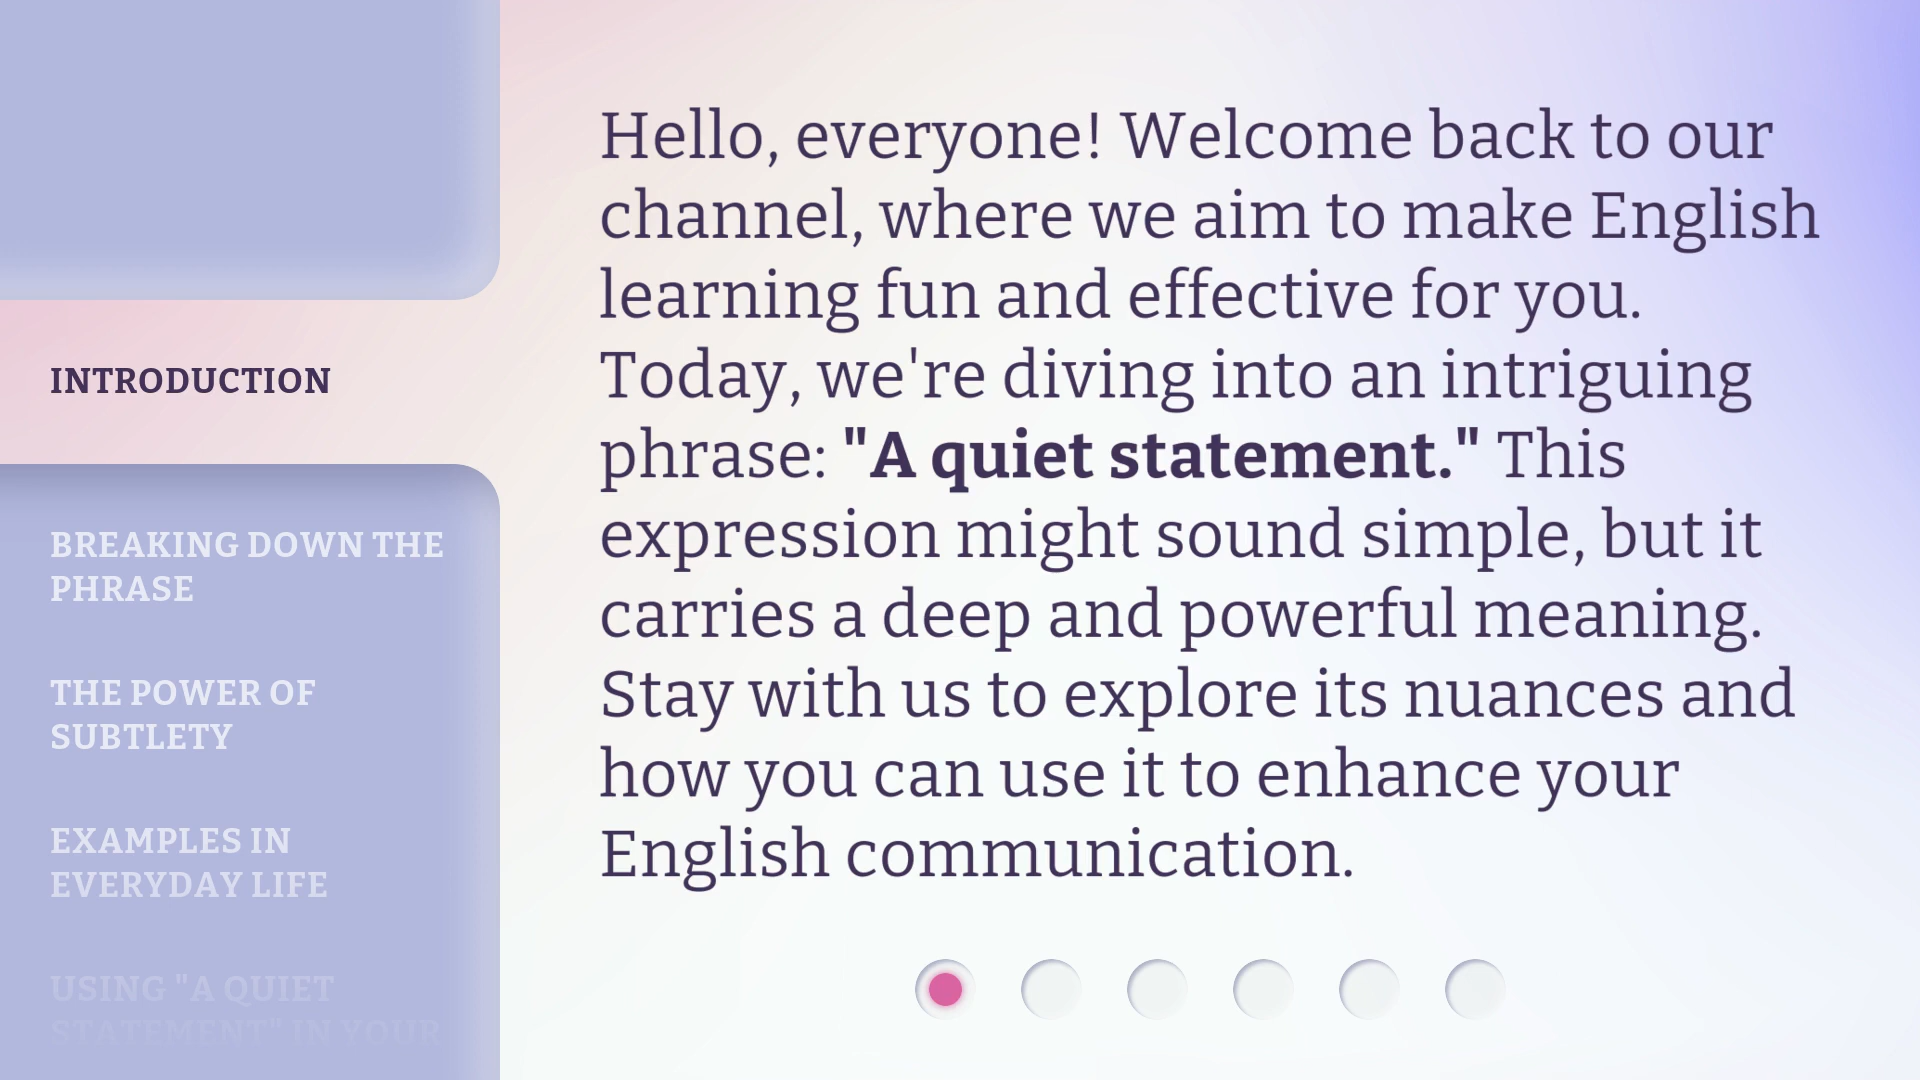 INTRODUCTION
BREAKING DOWN THE
PHRASE
THE POWER OF
SUBTLETY
EXAMPLES IN
EVERYDAY LIFE
USING "A QUIET
STATEMENT" IN YOUR
Hello, everyone! Welcome back to our
channel, where we aim to make English
learning fun and effective for you.
Today, we're diving into an intriguing
phrase: "A quiet statement." This
expression might sound simple, but it
carries a deep and powerful meaning.
Stay with us to explore its nuances and
how you can use it to enhance your
English communication.